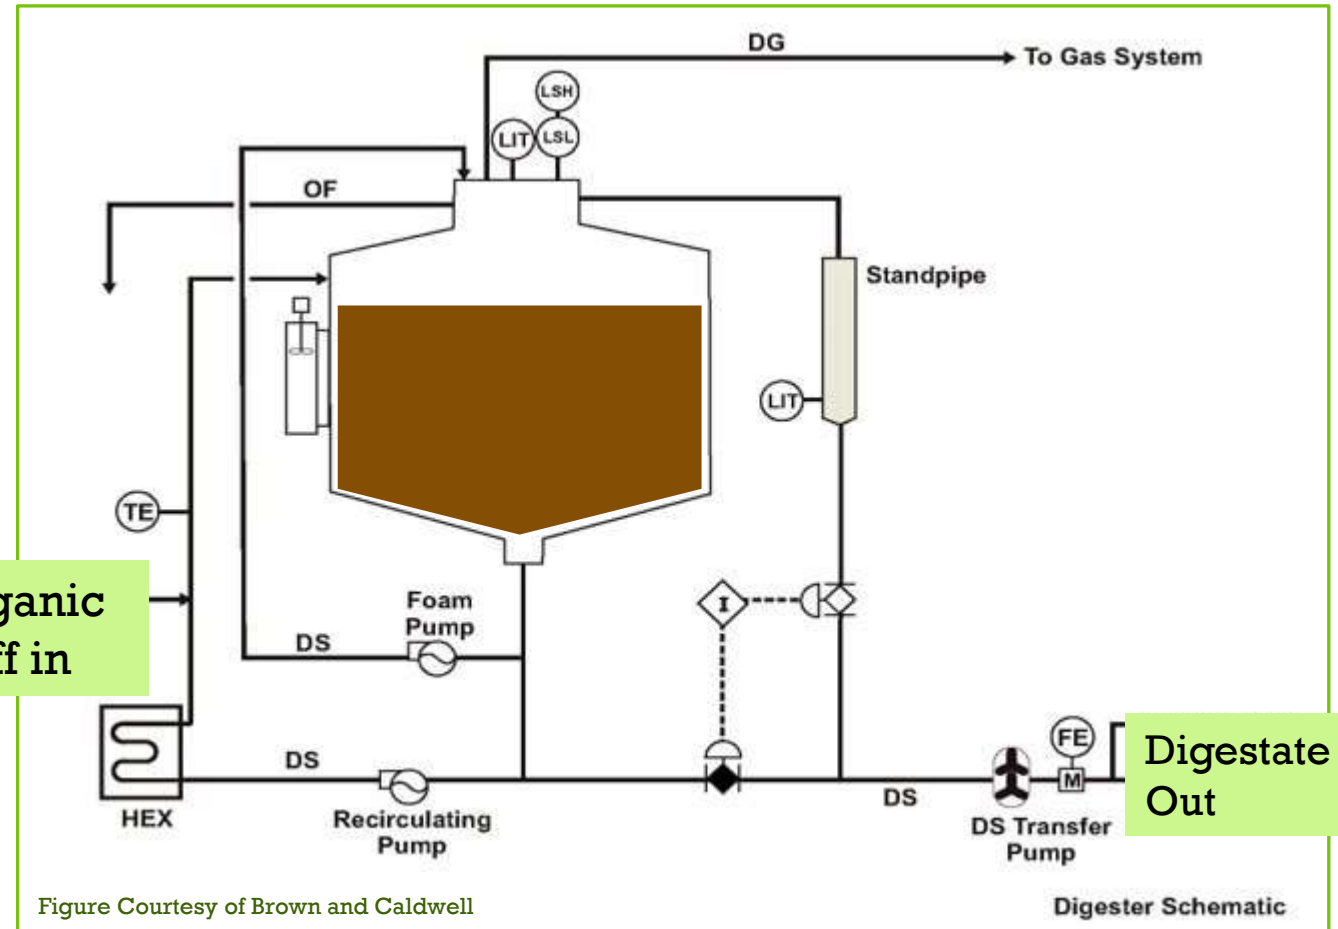 DG
To Gas System
LSH
LIT
LSL
OF
Standpipe
LIT
TE
ganic
ff in
Foam
Pump
DS
I
DS
HEX
Recirculating
Pump
DS
FE
M
DS Transfer
Pump
Digestate
Out
Figure Courtesy of Brown and Caldwell
Digester Schematic